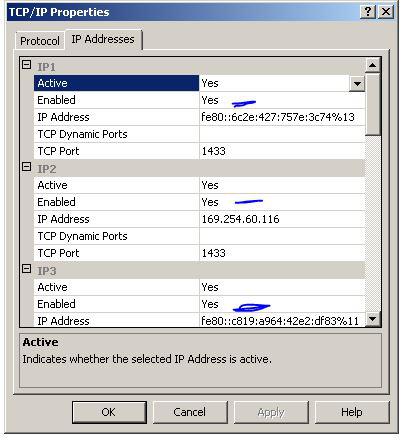 TCP/IP Properties
Protocol IP Addresses
IP1
Active Yes
Enabled Yes
IP Address fe80::6c2e:427:757e:3c74%13
TCP Dynamic Ports
TCP Port 1433
IP2
Active Yes
Enabled Yes
IP Address 169.254.60.116
TCP Dynamic Ports
TCP Port 1433
IP3
Active Yes
Enabled Yes
IP Address fe80::c819:a964:42e2:df83%11
Active
Indicates whether the selected IP Address is active.
OK Cancel Apply Help